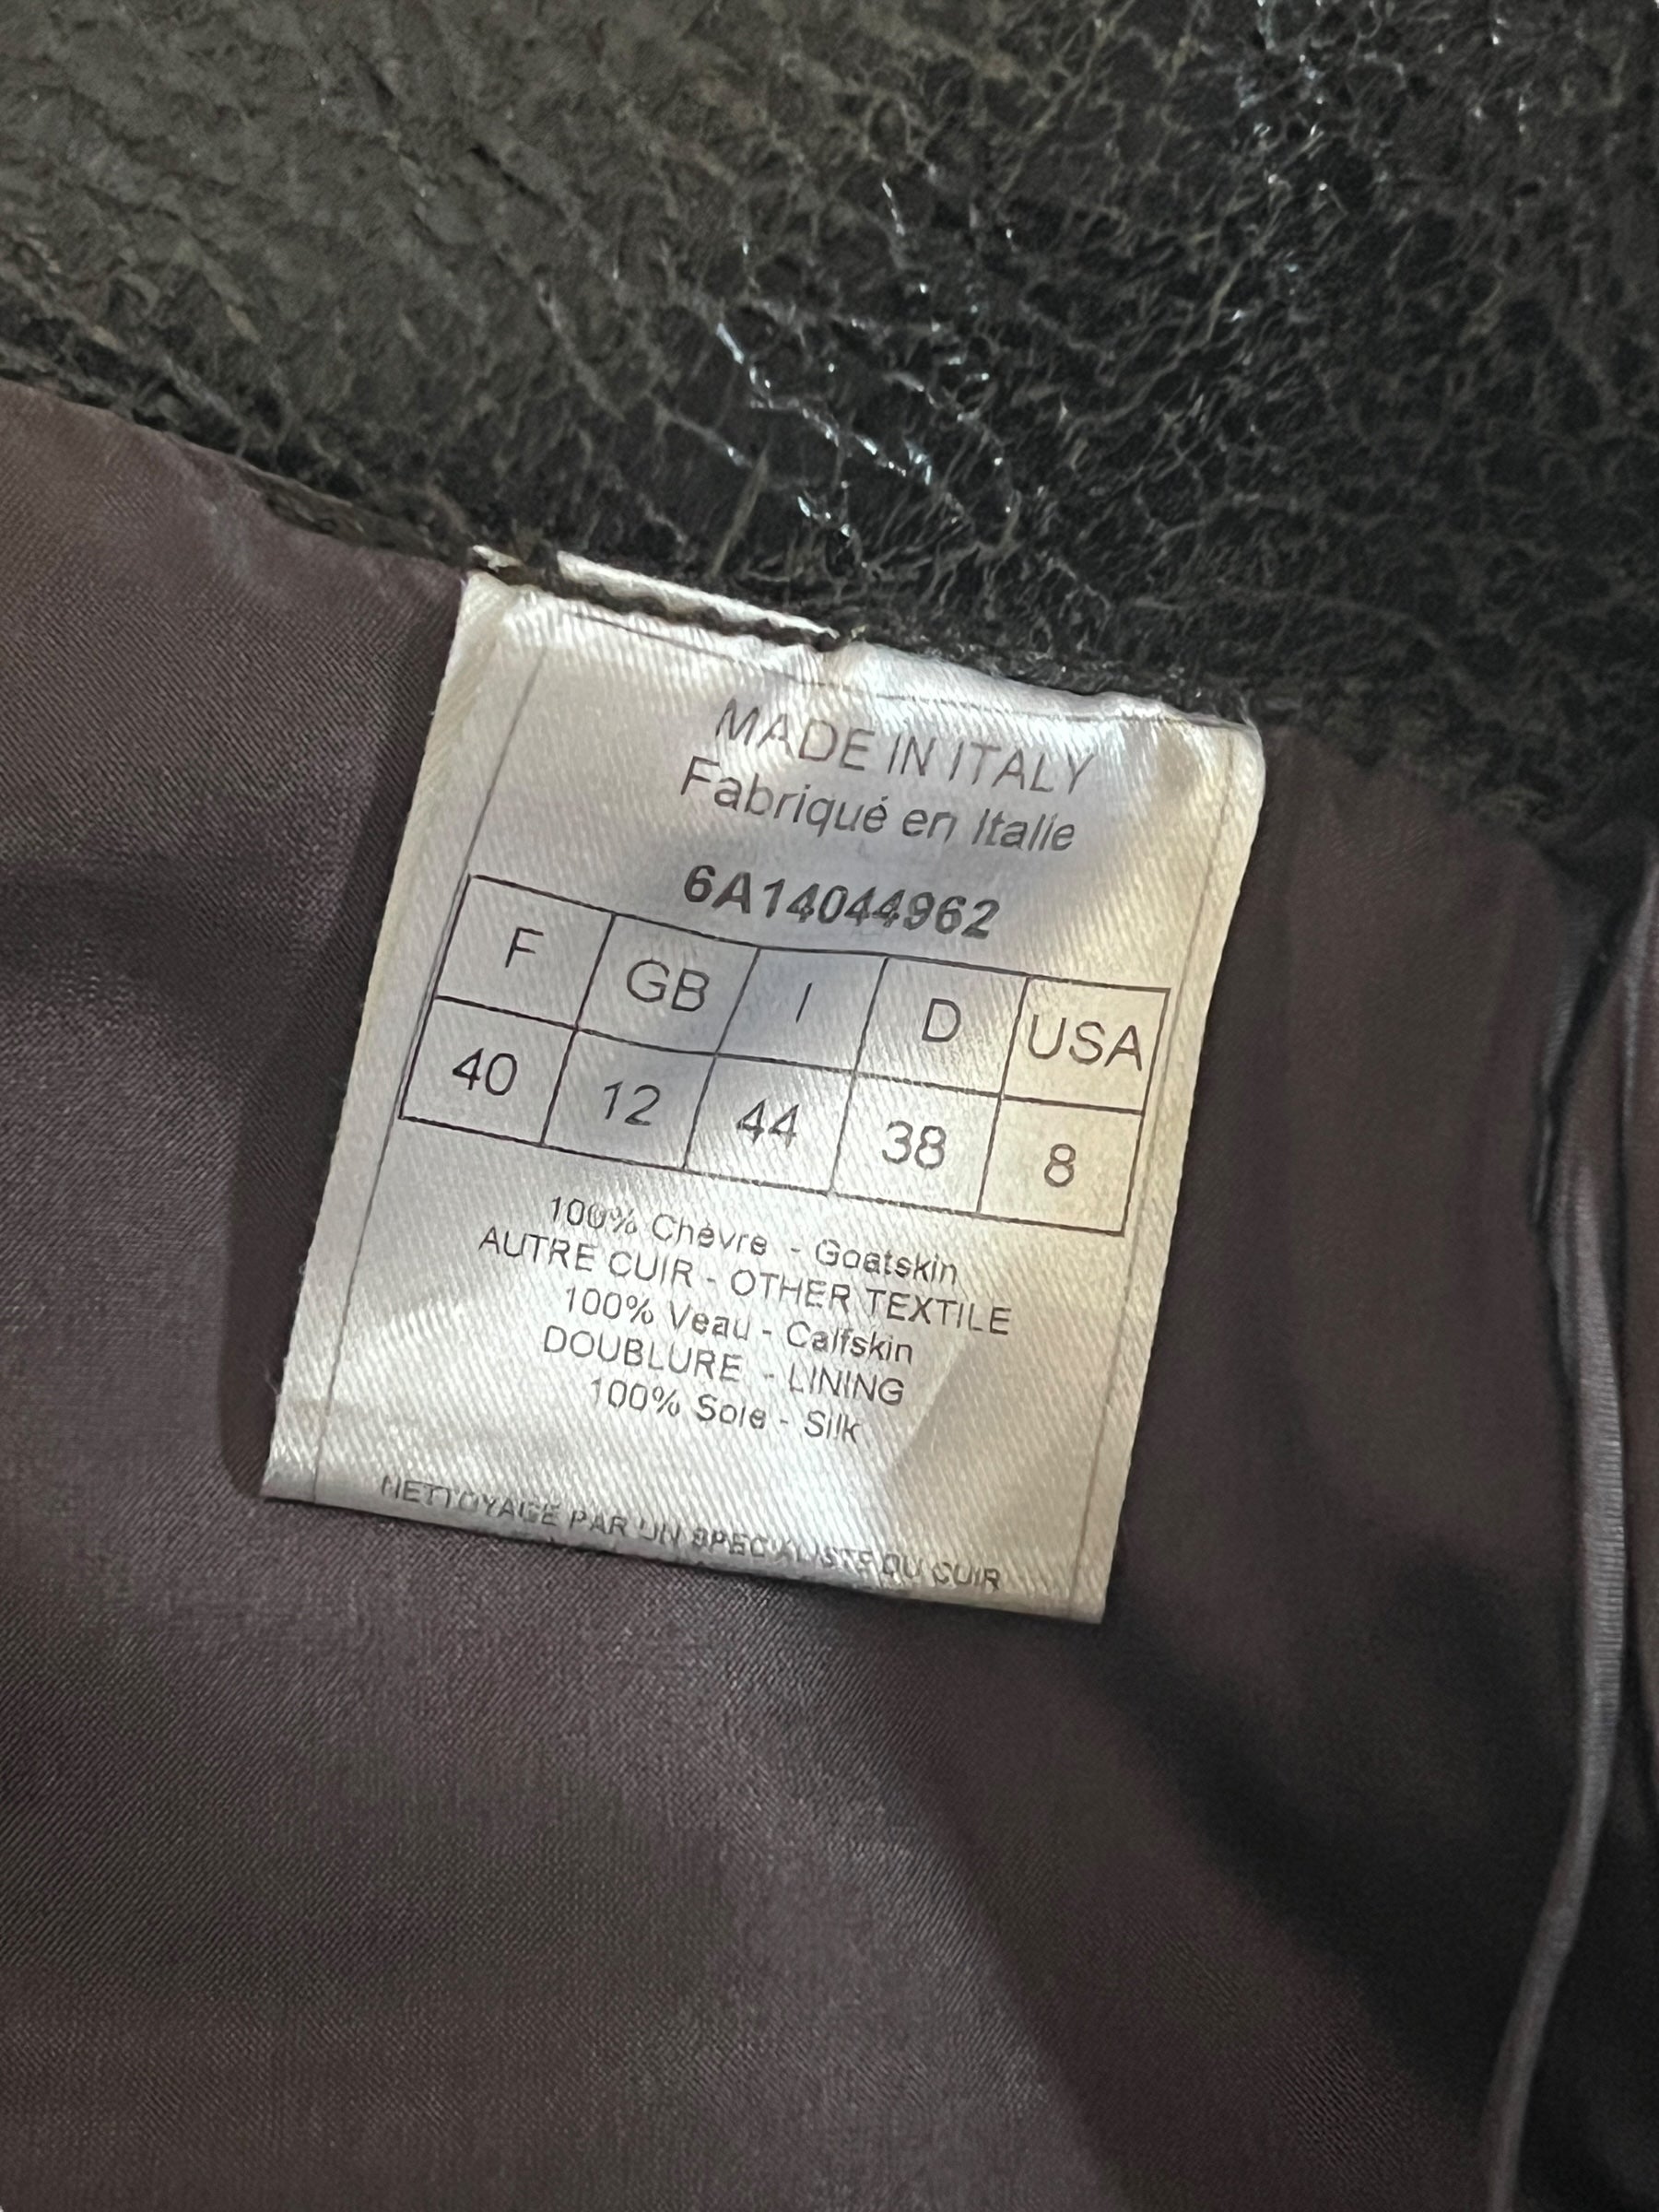 MADE IN ITALY
Fabriqué en Italie
6A14044962
F GB I D USA
40 12 44 38 8
100% Chèvre - Goatskin
AUTRE CUIR - OTHER TEXTILE
100% Veau - Calfskin
DOUBLURE - LINING
100% Soie - Silk
NETTOYAGE PAR UN SPECIALISTE DU CUIR